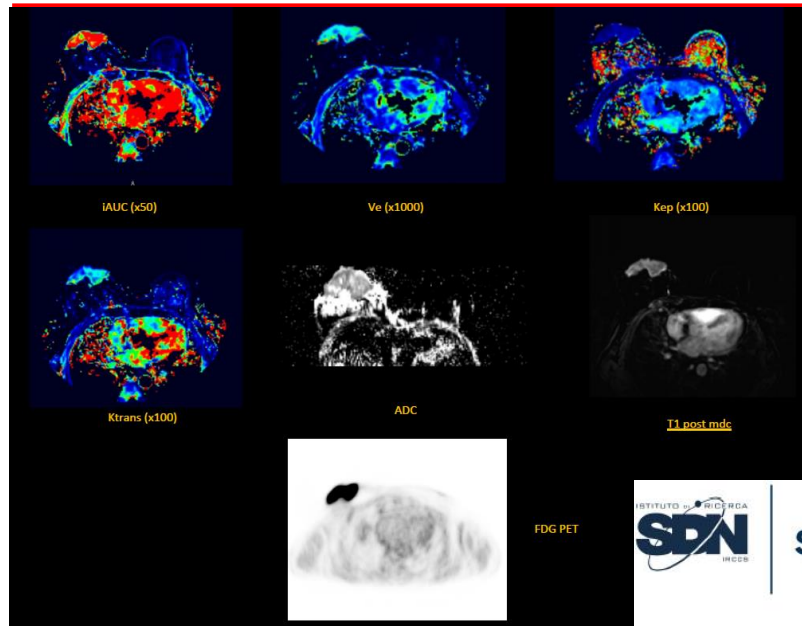 iAUC (x50)
Ve (x1000)
Kep (x100)
Ktrans (x100)
ADC
T1 post mdc
FDG PET
ISTITUTO DI RICERCA
SDN
IRCCS
S